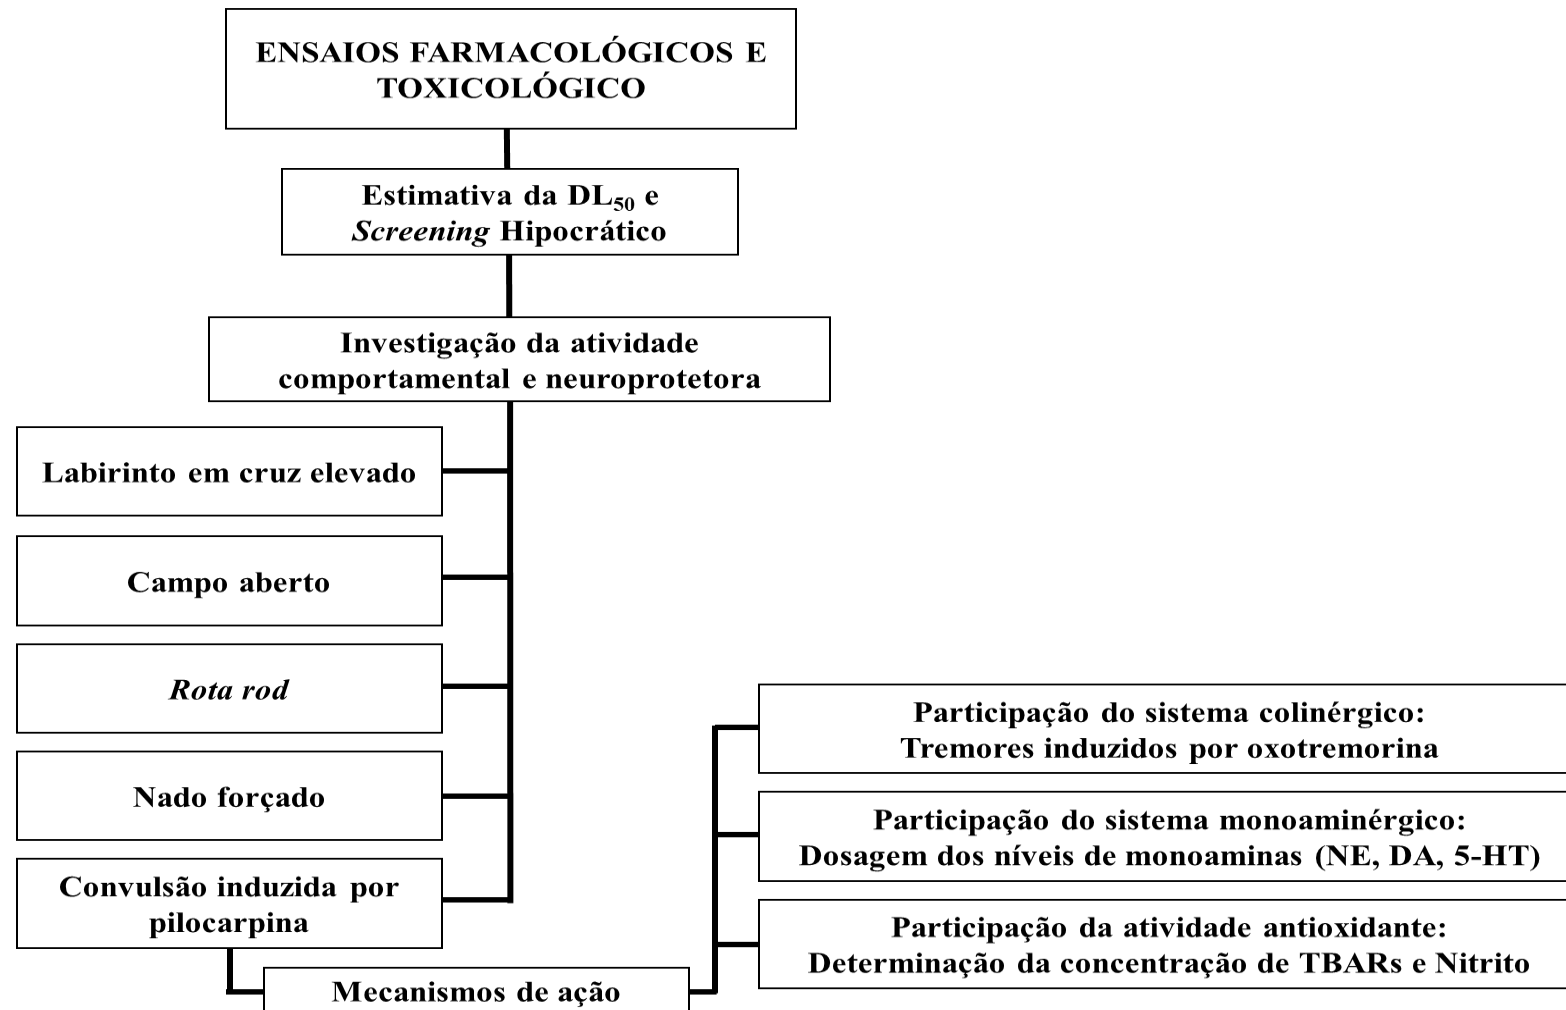 ENSAIOS FARMACOLÓGICOS E
TOXICOLÓGICO
Estimativa da DL₅₀ e
Screening Hipocrático
Investigação da atividade
comportamental e neuroprotetora
Labirinto em cruz elevado
Campo aberto
Rota rod
Nado forçado
Convulsão induzida por
pilocarpina
Mecanismos de ação
Participação do sistema colinérgico:
Tremores induzidos por oxotremorina
Participação do sistema monoaminérgico:
Dosagem dos níveis de monoaminas (NE, DA, 5-HT)
Participação da atividade antioxidante:
Determinação da concentração de TBARs e Nitrito